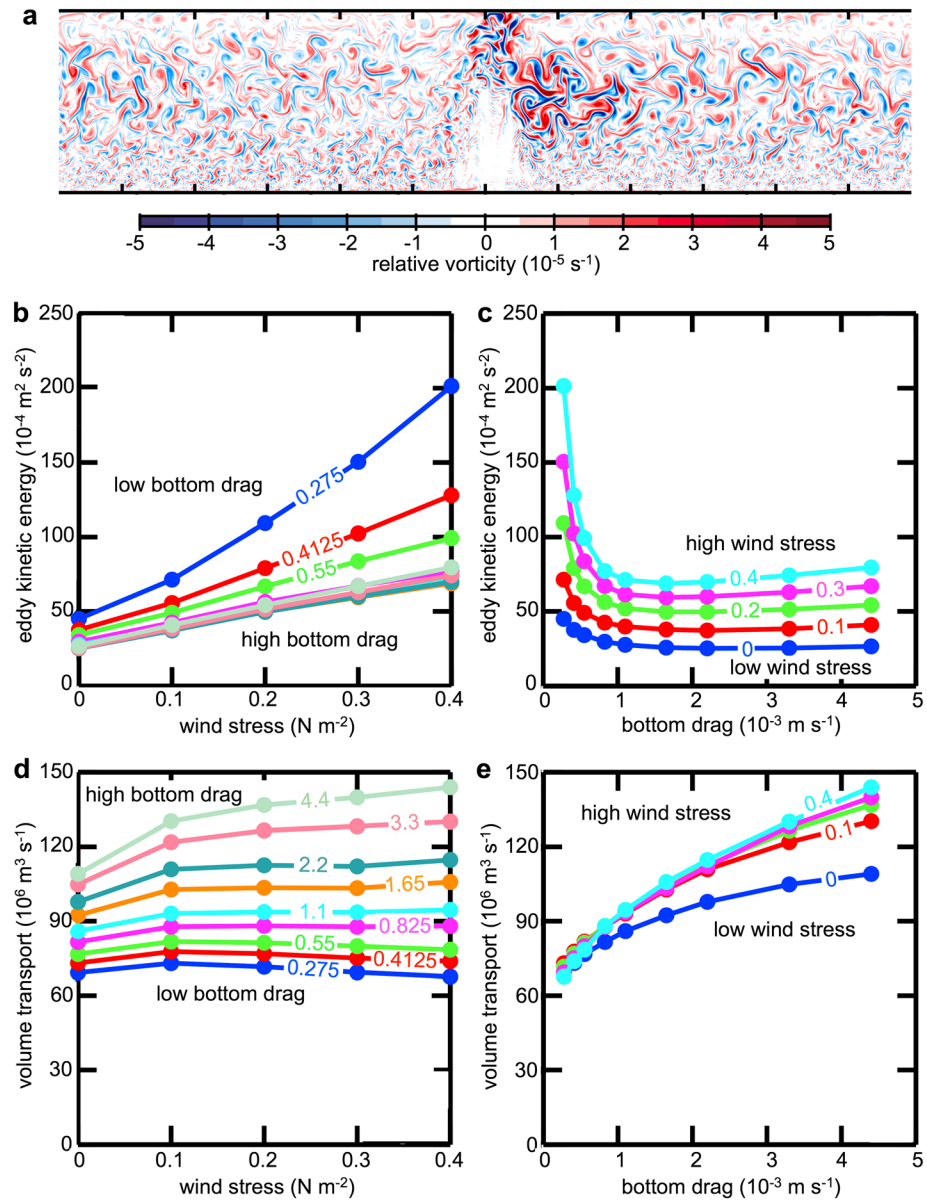 a
-5 -4 -3 -2 -1 0 1 2 3 4 5
relative vorticity (10⁻⁵ s⁻¹)
b
250
200
150
100
50
0
eddy kinetic energy (10⁻⁴ m² s⁻²)
low bottom drag
0.275
0.4125
0.55
high bottom drag
0 0.1 0.2 0.3 0.4
wind stress (N m⁻²)
c
250
200
150
100
50
0
eddy kinetic energy (10⁻⁴ m² s⁻²)
high wind stress
0.4
0.3
0.2
0.1
0
low wind stress
0 1 2 3 4 5
bottom drag (10⁻³ m s⁻¹)
d
150
120
90
60
30
0
volume transport (10⁶ m³ s⁻¹)
high bottom drag
4.4
3.3
2.2
1.65
1.1
0.825
0.55
0.4125
0.275
low bottom drag
0 0.1 0.2 0.3 0.4
wind stress (N m⁻²)
e
150
120
90
60
30
0
volume transport (10⁶ m³ s⁻¹)
high wind stress
0.4
0.1
0
low wind stress
0 1 2 3 4 5
bottom drag (10⁻³ m s⁻¹)